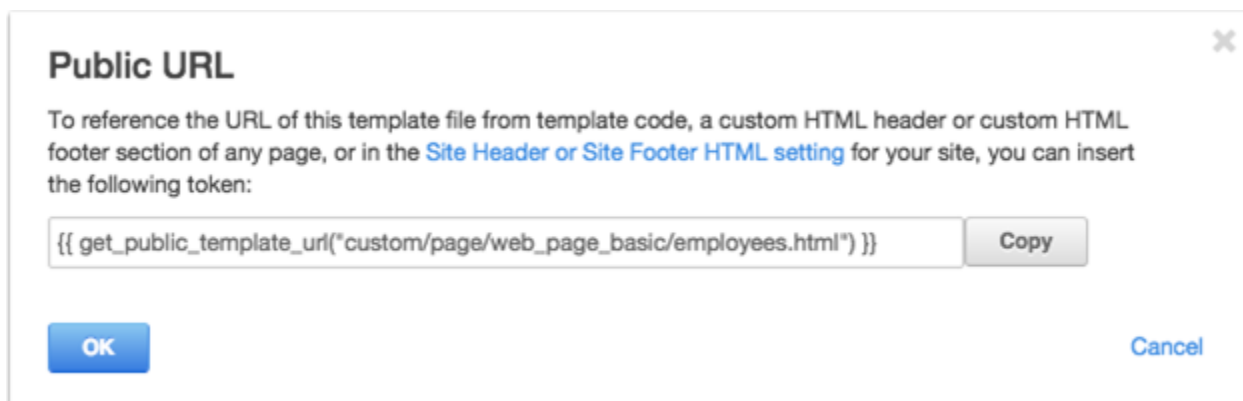 Public URL
To reference the URL of this template file from template code, a custom HTML header or custom HTML
footer section of any page, or in the Site Header or Site Footer HTML setting for your site, you can insert
the following token:
{{ get_public_template_url("custom/page/web_page_basic/employees.html") }}
Copy
OK
Cancel